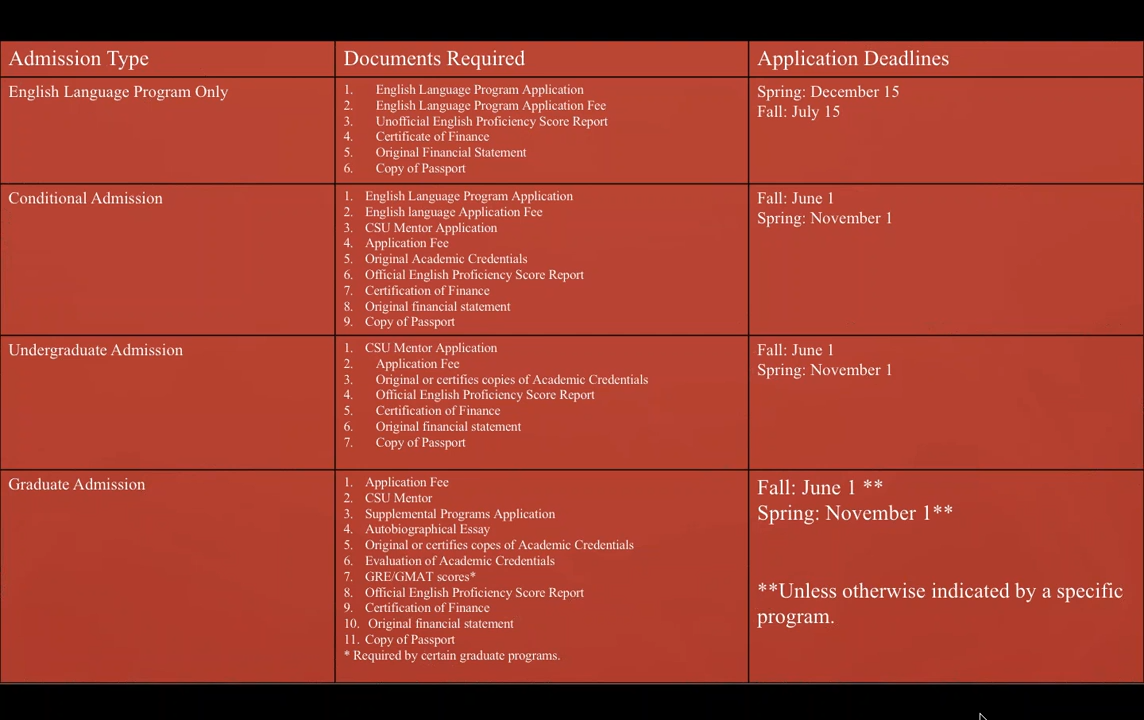 Admission Type
Documents Required
Application Deadlines
English Language Program Only
1. English Language Program Application
2. English Language Program Application Fee
3. Unofficial English Proficiency Score Report
4. Certificate of Finance
5. Original Financial Statement
6. Copy of Passport
Spring: December 15
Fall: July 15
Conditional Admission
1. English Language Program Application
2. English language Application Fee
3. CSU Mentor Application
4. Application Fee
5. Original Academic Credentials
6. Official English Proficiency Score Report
7. Certification of Finance
8. Original financial statement
9. Copy of Passport
Fall: June 1
Spring: November 1
Undergraduate Admission
1. CSU Mentor Application
2. Application Fee
3. Original or certifies copies of Academic Credentials
4. Official English Proficiency Score Report
5. Certification of Finance
6. Original financial statement
7. Copy of Passport
Fall: June 1
Spring: November 1
Graduate Admission
1. Application Fee
2. CSU Mentor
3. Supplemental Programs Application
4. Autobiographical Essay
5. Original or certifies copes of Academic Credentials
6. Evaluation of Academic Credentials
7. GRE/GMAT scores*
8. Official English Proficiency Score Report
9. Certification of Finance
10. Original financial statement
11. Copy of Passport
* Required by certain graduate programs.
Fall: June 1 **
Spring: November 1**
**Unless otherwise indicated by a specific
program.